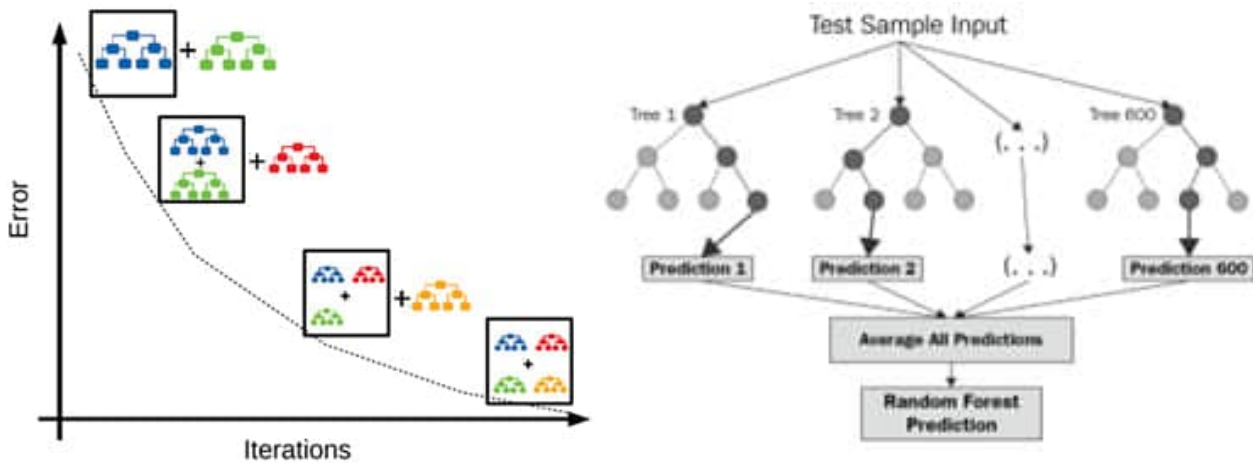 Error
Iterations
+
+
+
+
+
+
Test Sample Input
Tree 1
Tree 2
(. . .)
Tree 600
Prediction 1
Prediction 2
(. . .)
Prediction 600
Average All Predictions
Random Forest
Prediction